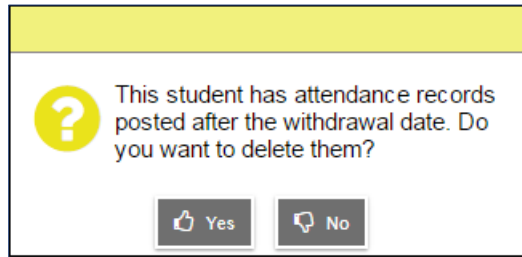 This student has attendance records
posted after the withdrawal date. Do
you want to delete them?
Yes No